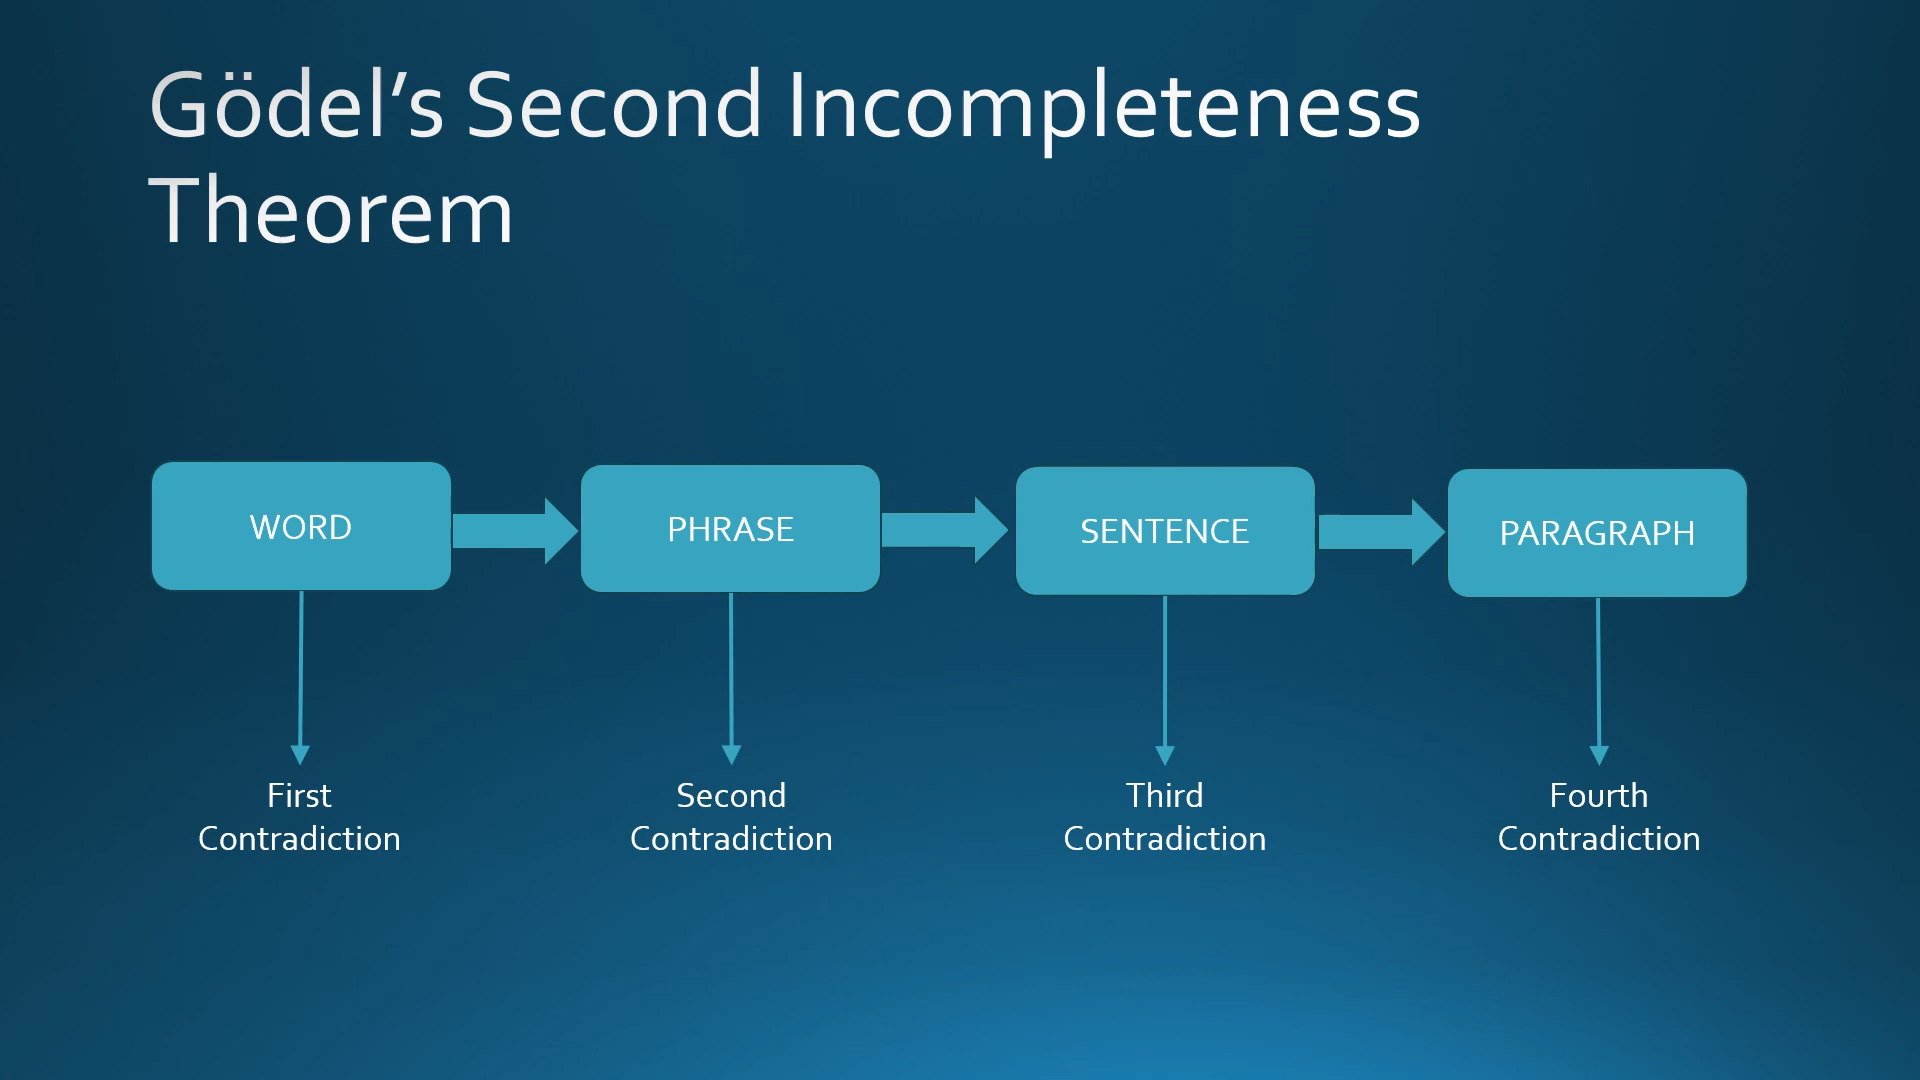 Gödel’s Second Incompleteness
Theorem
WORD
PHRASE
SENTENCE
PARAGRAPH
First
Contradiction
Second
Contradiction
Third
Contradiction
Fourth
Contradiction